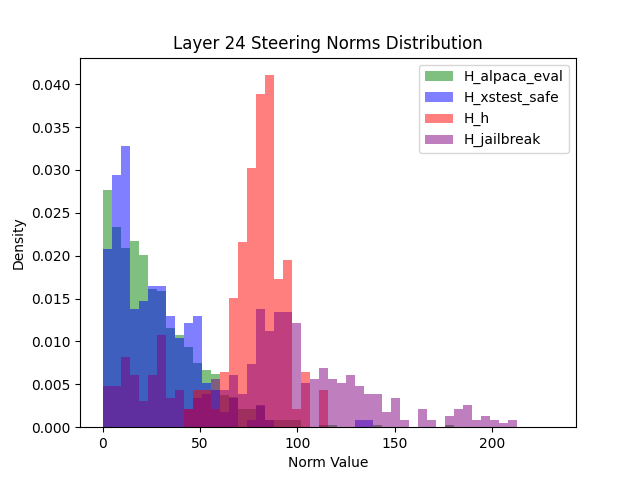 Layer 24 Steering Norms Distribution
H_alpaca_eval
H_xstest_safe
H_h
H_jailbreak
0.040
0.035
0.030
0.025
0.020
0.015
0.010
0.005
0.000
Density
0 50 100 150 200
Norm Value